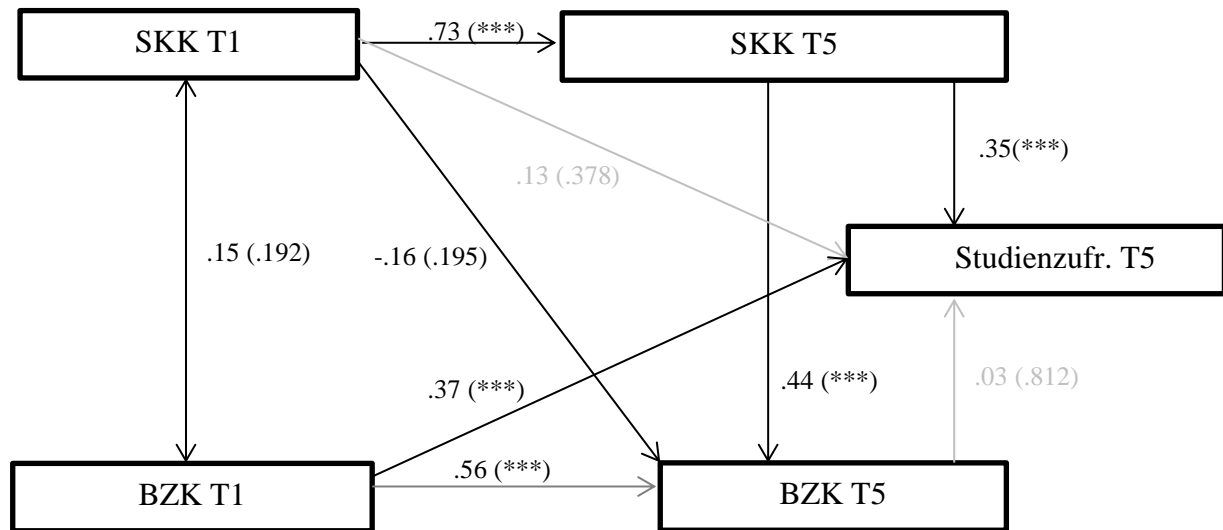 SKK T1
.73 (***)
SKK T5
.13 (.378)
.35(***)
.15 (.192)
-.16 (.195)
Studienzufr. T5
.37 (***)
.44 (***)
.03 (.812)
BZK T1
.56 (***)
BZK T5